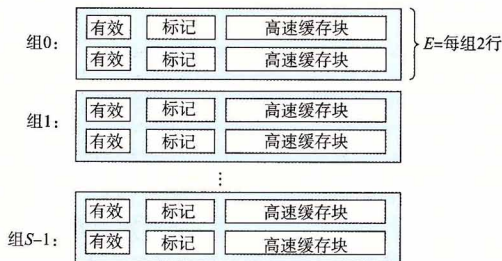 组0：
有效 标记 高速缓存块
有效 标记 高速缓存块
E=每组2行
组1：
有效 标记 高速缓存块
有效 标记 高速缓存块
⋮
组S-1：
有效 标记 高速缓存块
有效 标记 高速缓存块